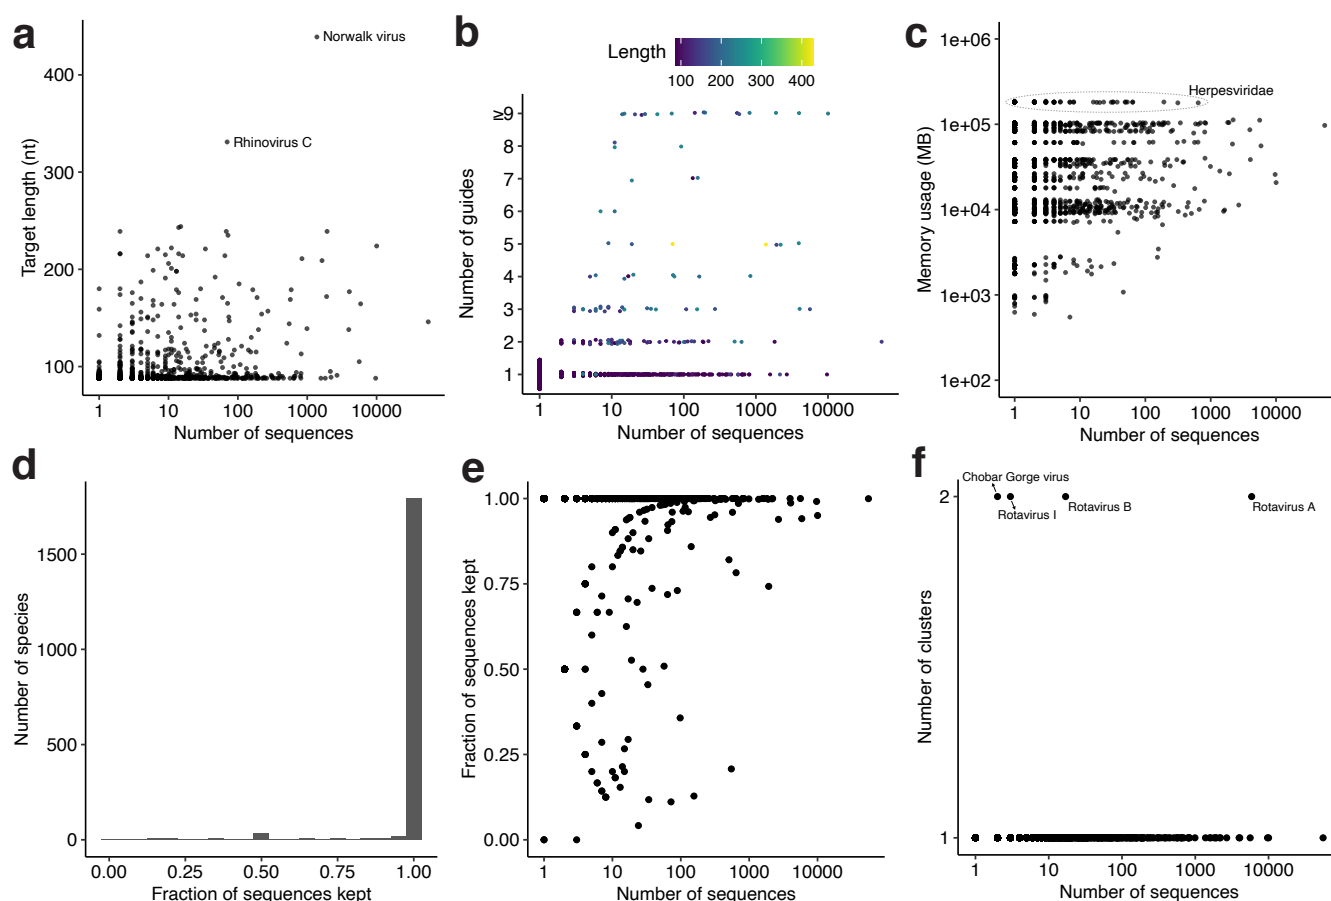 a
Norwalk virus
Rhinovirus C
400
300
200
100
Target length (nt)
1
10
100
1000
10000
Number of sequences
b
Length
100
200
300
400
≥9
8
7
6
5
4
3
2
1
Number of guides
1
10
100
1000
10000
Number of sequences
c
Herpesviridae
1e+06
1e+05
1e+04
1e+03
1e+02
Memory usage (MB)
1
10
100
1000
10000
Number of sequences
d
1500
1000
500
0
Number of species
0.00
0.25
0.50
0.75
1.00
Fraction of sequences kept
e
1.00
0.75
0.50
0.25
0.00
Fraction of sequences kept
1
10
100
1000
10000
Number of sequences
f
Chobar Gorge virus
Rotavirus I
Rotavirus B
Rotavirus A
2
1
Number of clusters
1
10
100
1000
10000
Number of sequences